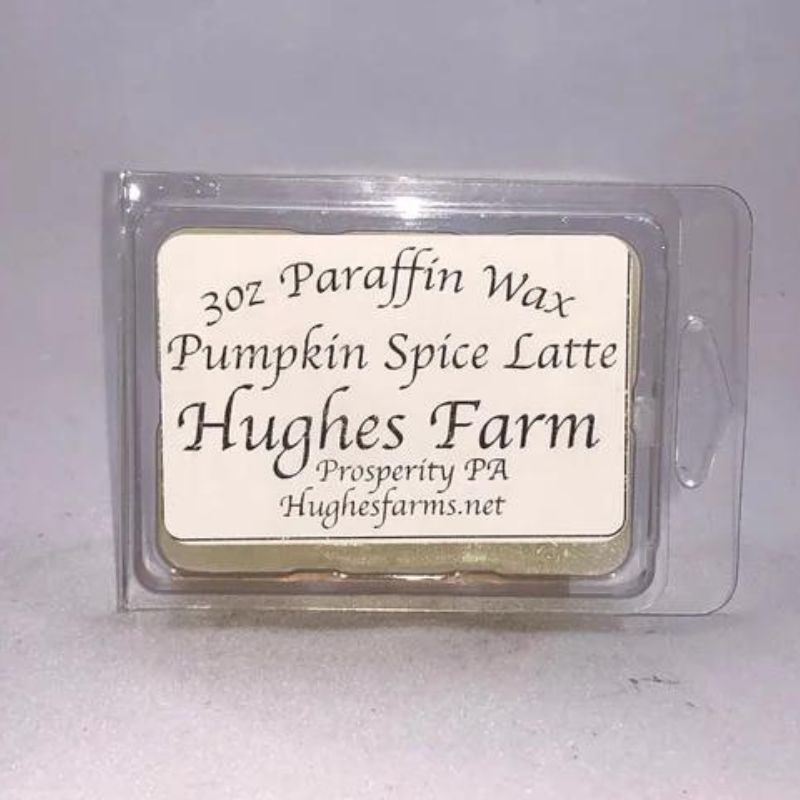 3oz Paraffin Wax
Pumpkin Spice Latte
Hughes Farm
Prosperity PA
Hughesfarms.net